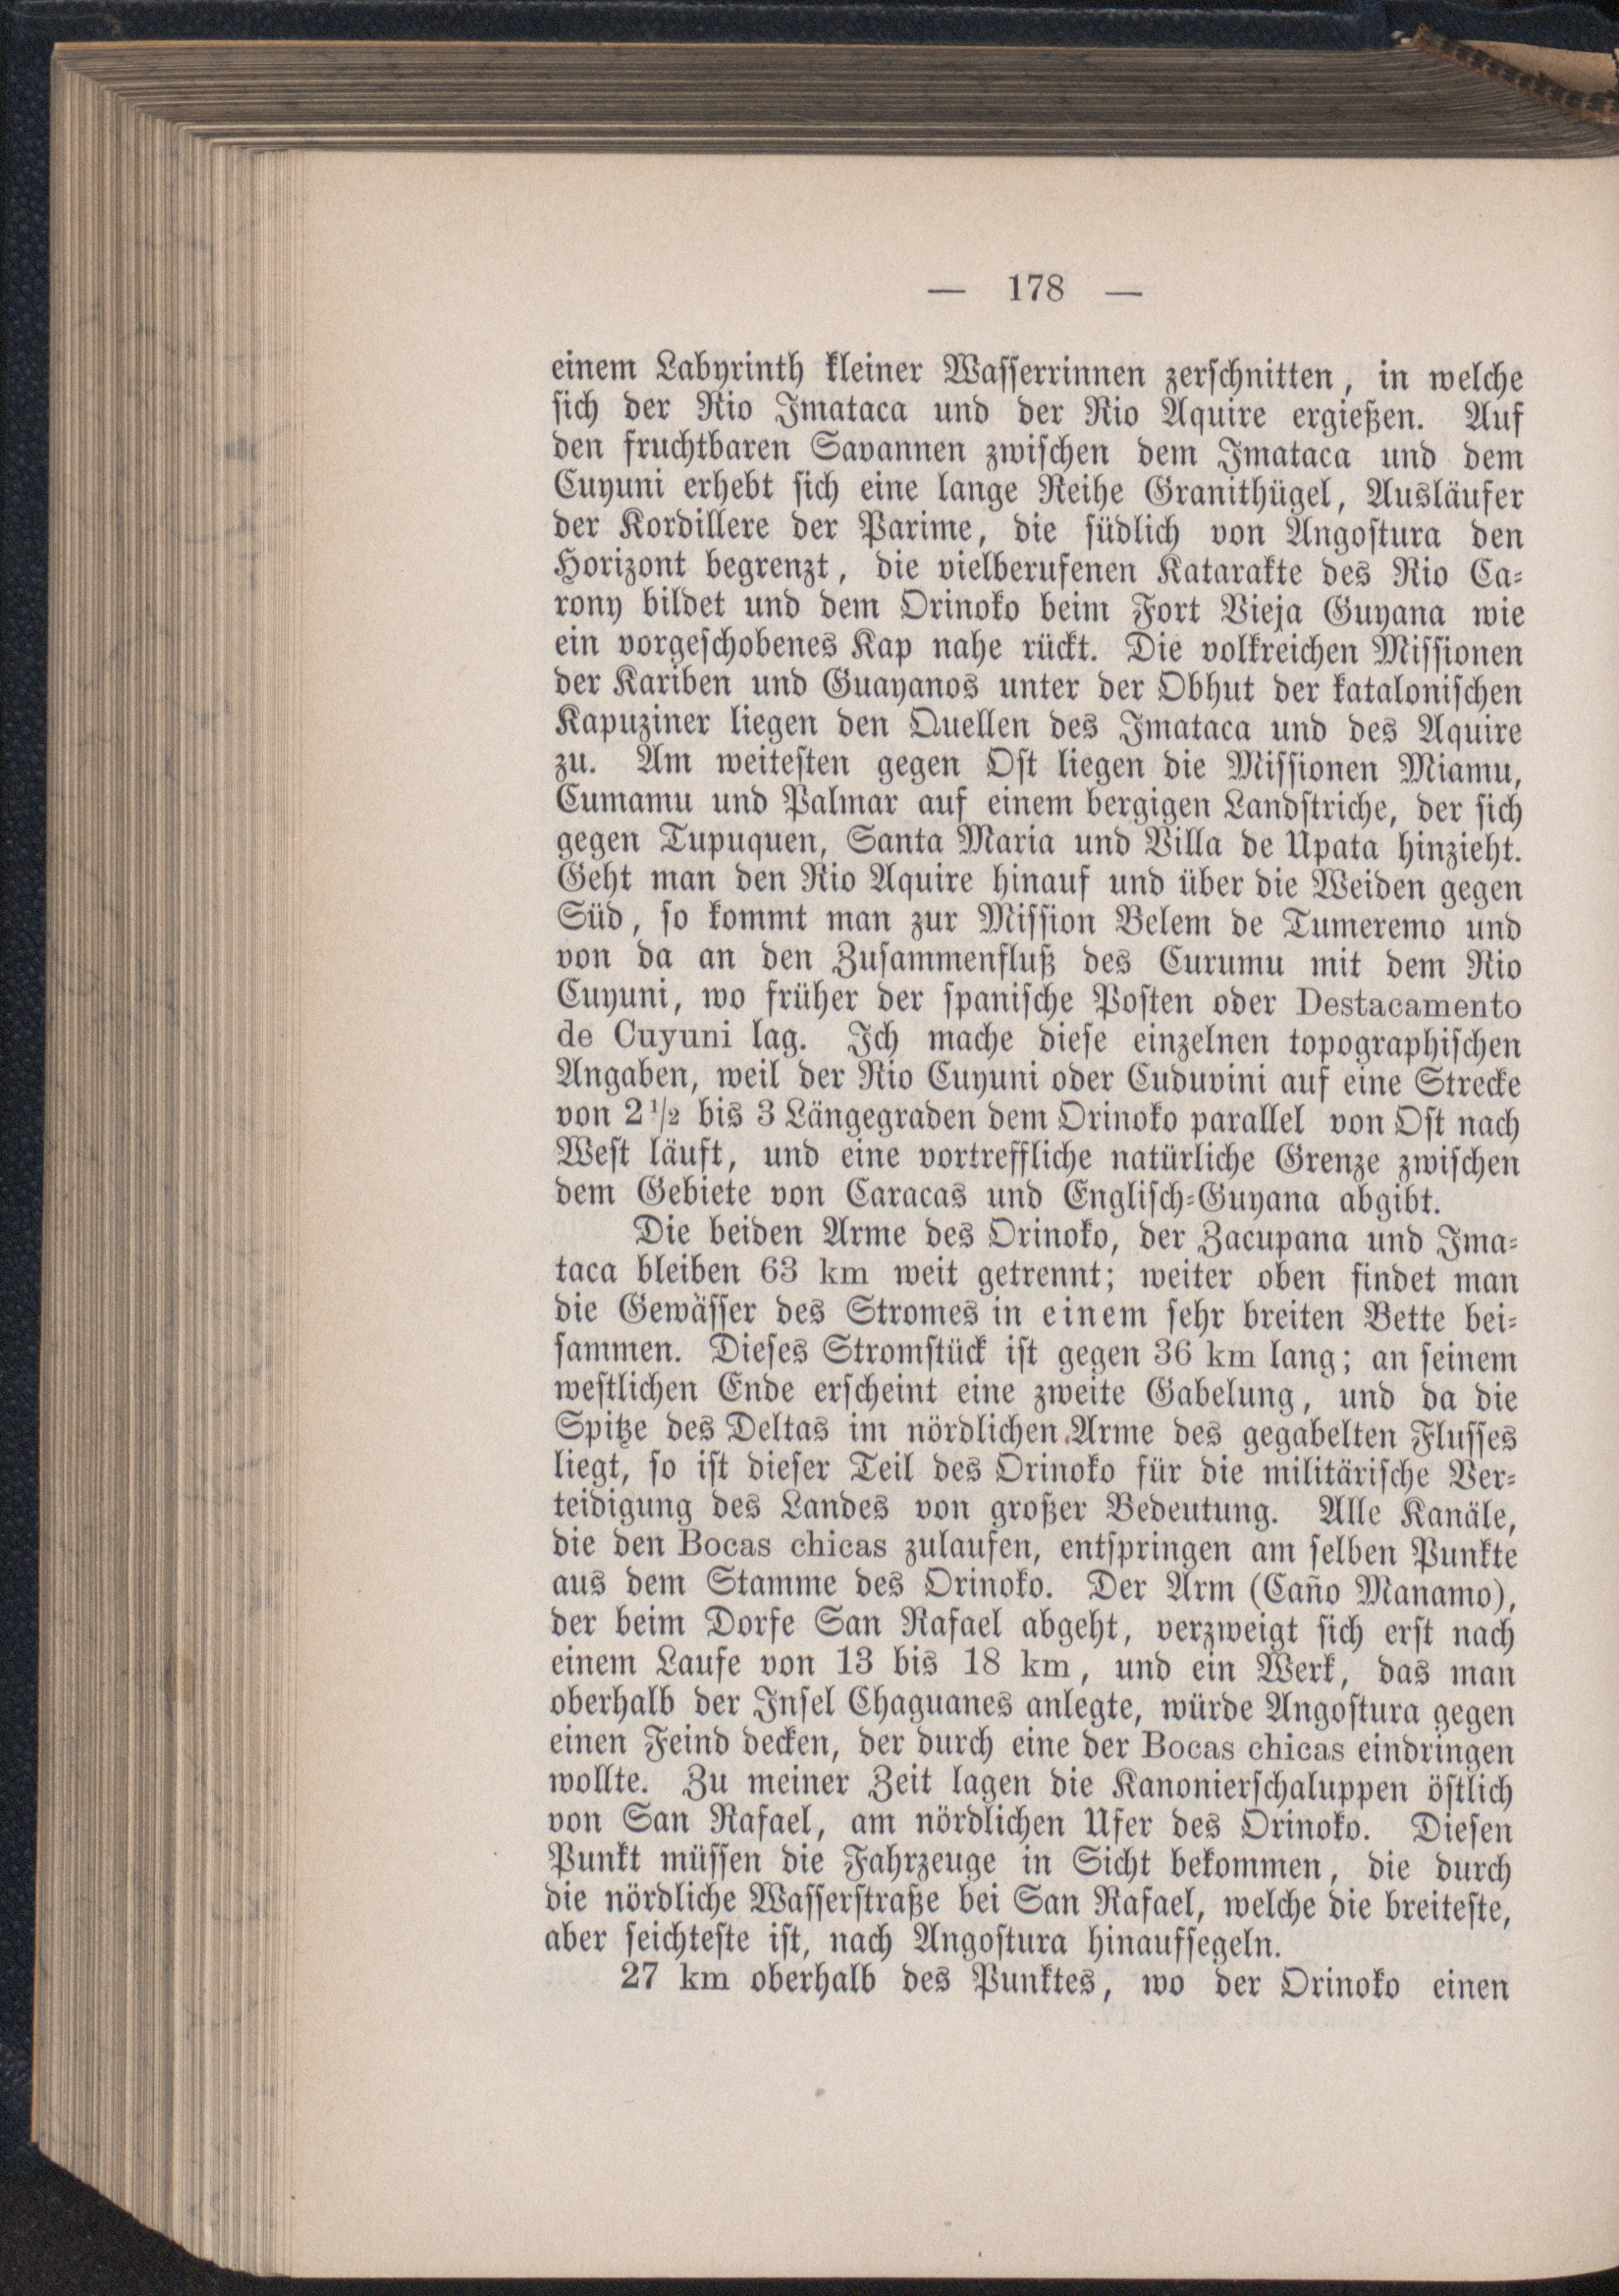 — 178 —
einem Labyrinth kleiner Wasserrinnen zerschnitten, in welche
sich der Rio Imataca und der Rio Aquire ergießen. Auf
den fruchtbaren Savannen zwischen dem Imataca und dem
Cuyuni erhebt sich eine lange Reihe Granithügel, Ausläufer
der Kordillere der Parime, die südlich von Angostura den
Horizont begrenzt, die vielberufenen Katarakte des Rio Ca-
rony bildet und dem Orinoko beim Fort Vieja Guyana wie
ein vorgeschobenes Kap nahe rückt. Die volkreichen Missionen
der Kariben und Guayanos unter der Obhut der katalonischen
Kapuziner liegen den Quellen des Imataca und des Aquire
zu. Am weitesten gegen Ost liegen die Missionen Miamu,
Cumamu und Palmar auf einem bergigen Landstriche, der sich
gegen Tupuquen, Santa Maria und Villa de Upata hinzieht.
Geht man den Rio Aquire hinauf und über die Weiden gegen
Süd, so kommt man zur Mission Belem de Tumeremo und
von da an den Zusammenfluß des Curumu mit dem Rio
Cuyuni, wo früher der spanische Posten oder Destacamento
de Cuyuni lag. Ich mache diese einzelnen topographischen
Angaben, weil der Rio Cuyuni oder Cuduvini auf eine Strecke
von 2 1/2 bis 3 Längegraden dem Orinoko parallel von Ost nach
West läuft, und eine vortreffliche natürliche Grenze zwischen
dem Gebiete von Caracas und Englisch-Guyana abgibt.
Die beiden Arme des Orinoko, der Zacupana und Ima-
taca bleiben 63 km weit getrennt; weiter oben findet man
die Gewässer des Stromes in einem sehr breiten Bette bei-
sammen. Dieses Stromstück ist gegen 36 km lang; an seinem
westlichen Ende erscheint eine zweite Gabelung, und da die
Spitze des Deltas im nördlichen Arme des gegabelten Flusses
liegt, so ist dieser Teil des Orinoko für die militärische Ver-
teidigung des Landes von großer Bedeutung. Alle Kanäle,
die den Bocas chicas zulaufen, entspringen am selben Punkte
aus dem Stamme des Orinoko. Der Arm (Caño Manamo),
der beim Dorfe San Rafael abgeht, verzweigt sich erst nach
einem Laufe von 13 bis 18 km, und ein Werk, das man
oberhalb der Insel Chaguanes anlegte, würde Angostura gegen
einen Feind decken, der durch eine der Bocas chicas eindringen
wollte. Zu meiner Zeit lagen die Kanonierschaluppen östlich
von San Rafael, am nördlichen Ufer des Orinoko. Diesen
Punkt müssen die Fahrzeuge in Sicht bekommen, die durch
die nördliche Wasserstraße bei San Rafael, welche die breiteste,
aber seichteste ist, nach Angostura hinaufsegeln.
27 km oberhalb des Punktes, wo der Orinoko einen